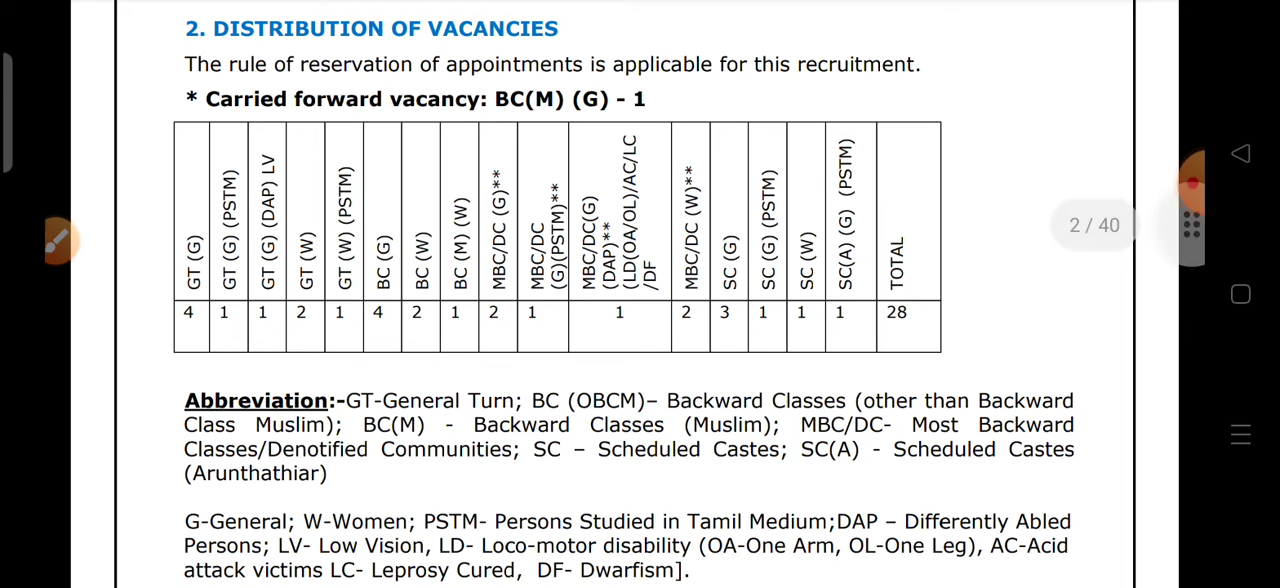 2. DISTRIBUTION OF VACANCIES
The rule of reservation of appointments is applicable for this recruitment.
* Carried forward vacancy: BC(M) (G) - 1
GT (G)
GT (G) (PSTM)
GT (G) (DAP) LV
GT (W)
GT (W) (PSTM)
BC (G)
BC (W)
BC (M) (W)
MBC/DC (G)**
MBC/DC
(G)(PSTM)**
MBC/DC(G)
(DAP)**
(LD(OA/OL)/AC/LC
/DF
MBC/DC (W)**
SC (G)
SC (G) (PSTM)
SC (W)
SC(A) (G) (PSTM)
TOTAL
4 1 1 2 1 4 2 1 2 1 1 2 3 1 1 1 28
2 / 40
Abbreviation:-GT-General Turn; BC (OBCM)– Backward Classes (other than Backward
Class Muslim); BC(M) - Backward Classes (Muslim); MBC/DC- Most Backward
Classes/Denotified Communities; SC – Scheduled Castes; SC(A) - Scheduled Castes
(Arunthathiar)
G-General; W-Women; PSTM- Persons Studied in Tamil Medium;DAP – Differently Abled
Persons; LV- Low Vision, LD- Loco-motor disability (OA-One Arm, OL-One Leg), AC-Acid
attack victims LC- Leprosy Cured, DF- Dwarfism].